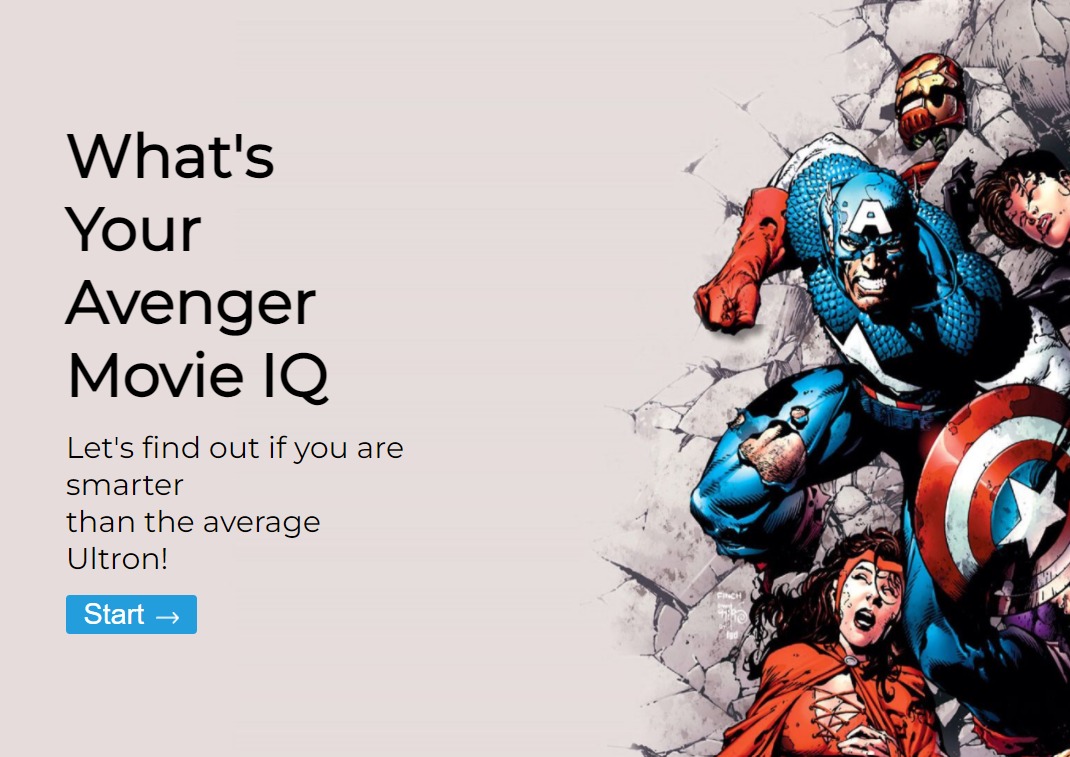 What's
Your
Avenger
Movie IQ
Let's find out if you are
smarter
than the average
Ultron!
Start →
A
FINCH